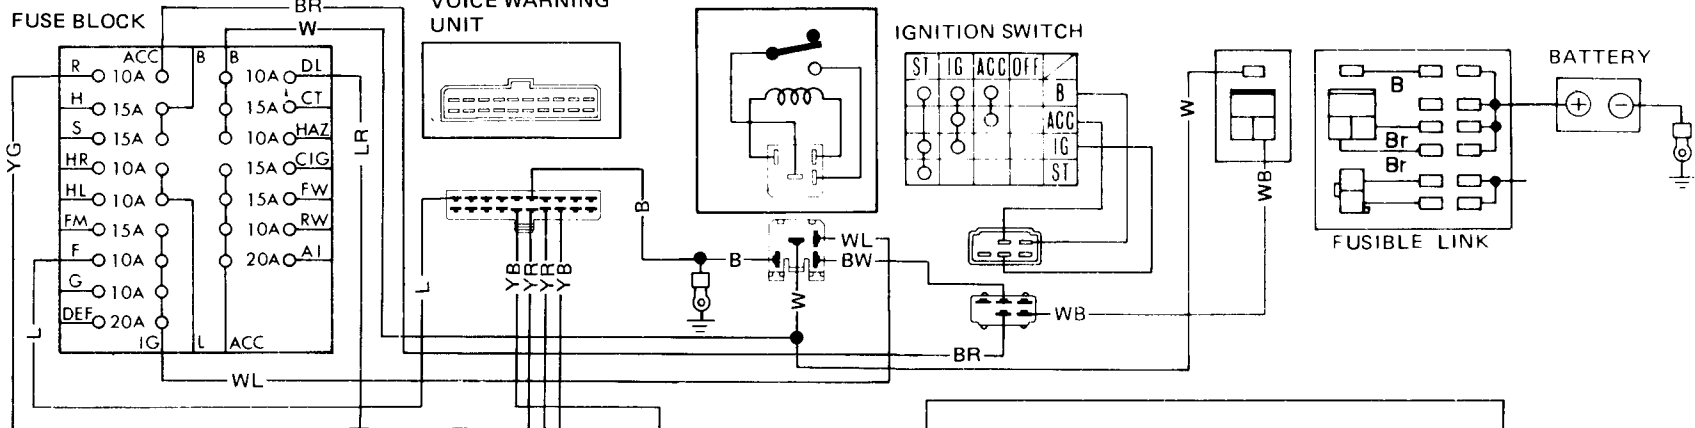 FUSE BLOCK
BR
W
VOICE WARNING
UNIT
IGNITION SWITCH
BATTERY
FUSIBLE LINK
ACC B B
R 10A 10A DL
H 15A 15A CT
S 15A 10A HAZ
HR 10A 15A CIG
HL 10A 15A FW
FM 15A 10A RW
F 10A 20A AI
G 10A
DEF 20A
IG L ACC
YG
LR
L
L
WL
YB
YR
YR
YB
B
B
WL
BW
W
BR
WB
ST IG ACC OFF
B
ACC
IG
ST
W
WB
B
Br
Br
+ −